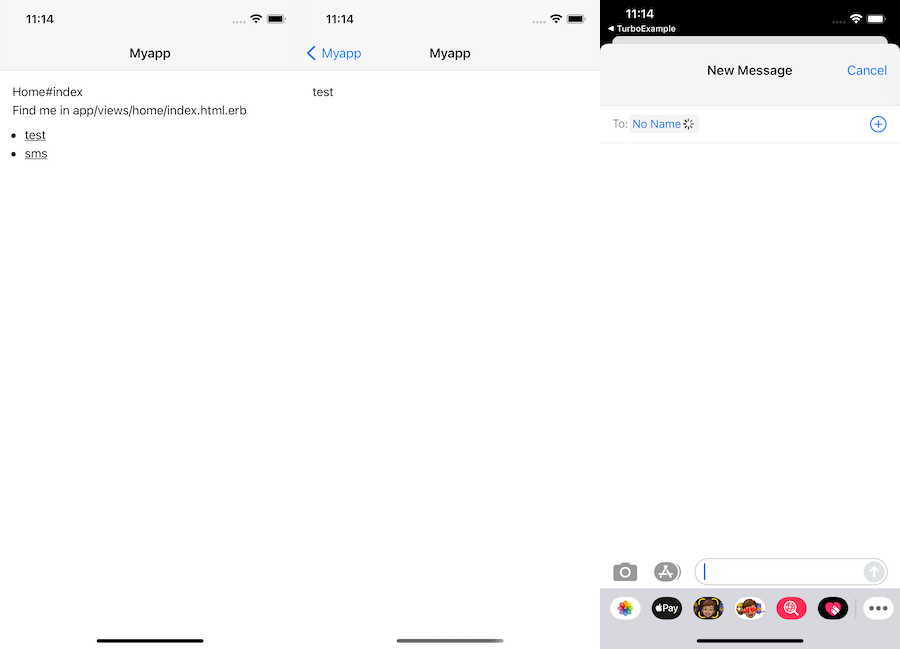 11:14
Myapp
Home#index
Find me in app/views/home/index.html.erb
test
sms
11:14
Myapp
Myapp
test
11:14
TurboExample
New Message
Cancel
To: No Name
Pay